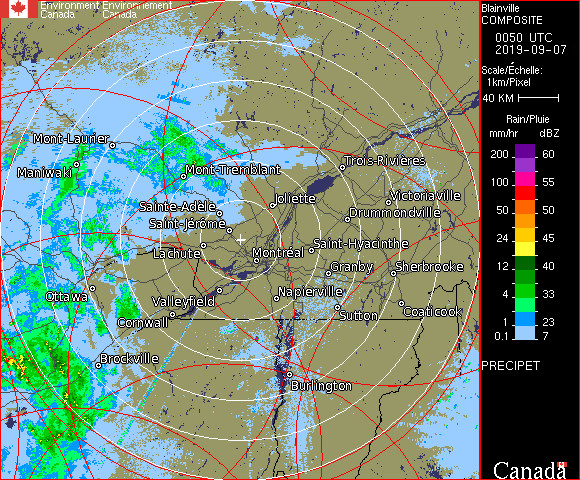 Environment Environnement
Canada Canada
Blainville
COMPOSITE
0050 UTC
2019-09-07
Scale/Échelle:
1km/Pixel
40 KM
Rain/Pluie
mm/hr dBZ
200 60
100 55
50 50
24 45
12 40
4 33
1 23
0.1 7
PRECIPET
Canada
Mont-Laurier
Maniwaki
Mont-Tremblant
Trois-Rivières
Sainte-Adèle
Joliette
Victoriaville
Drummondville
Saint-Jérôme
Lachute
Montréal
Saint-Hyacinthe
Granby
Sherbrooke
Ottawa
Valleyfield
Napierville
Cornwall
Sutton
Coaticook
Brockville
Burlington